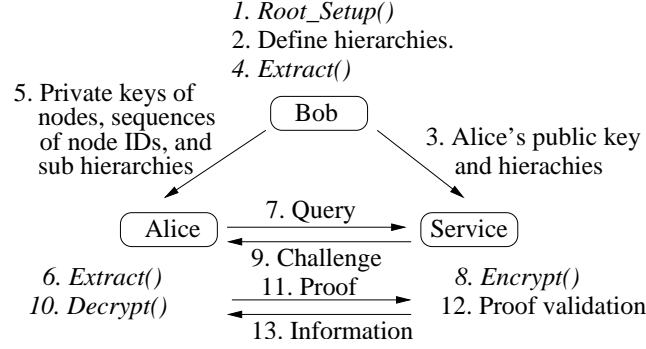 1. Root_Setup()
2. Define hierarchies.
4. Extract()
5. Private keys of
nodes, sequences
of node IDs, and
sub hierarchies
Bob
3. Alice's public key
and hierachies
7. Query
Alice
Service
9. Challenge
6. Extract()
8. Encrypt()
11. Proof
10. Decrypt()
12. Proof validation
13. Information